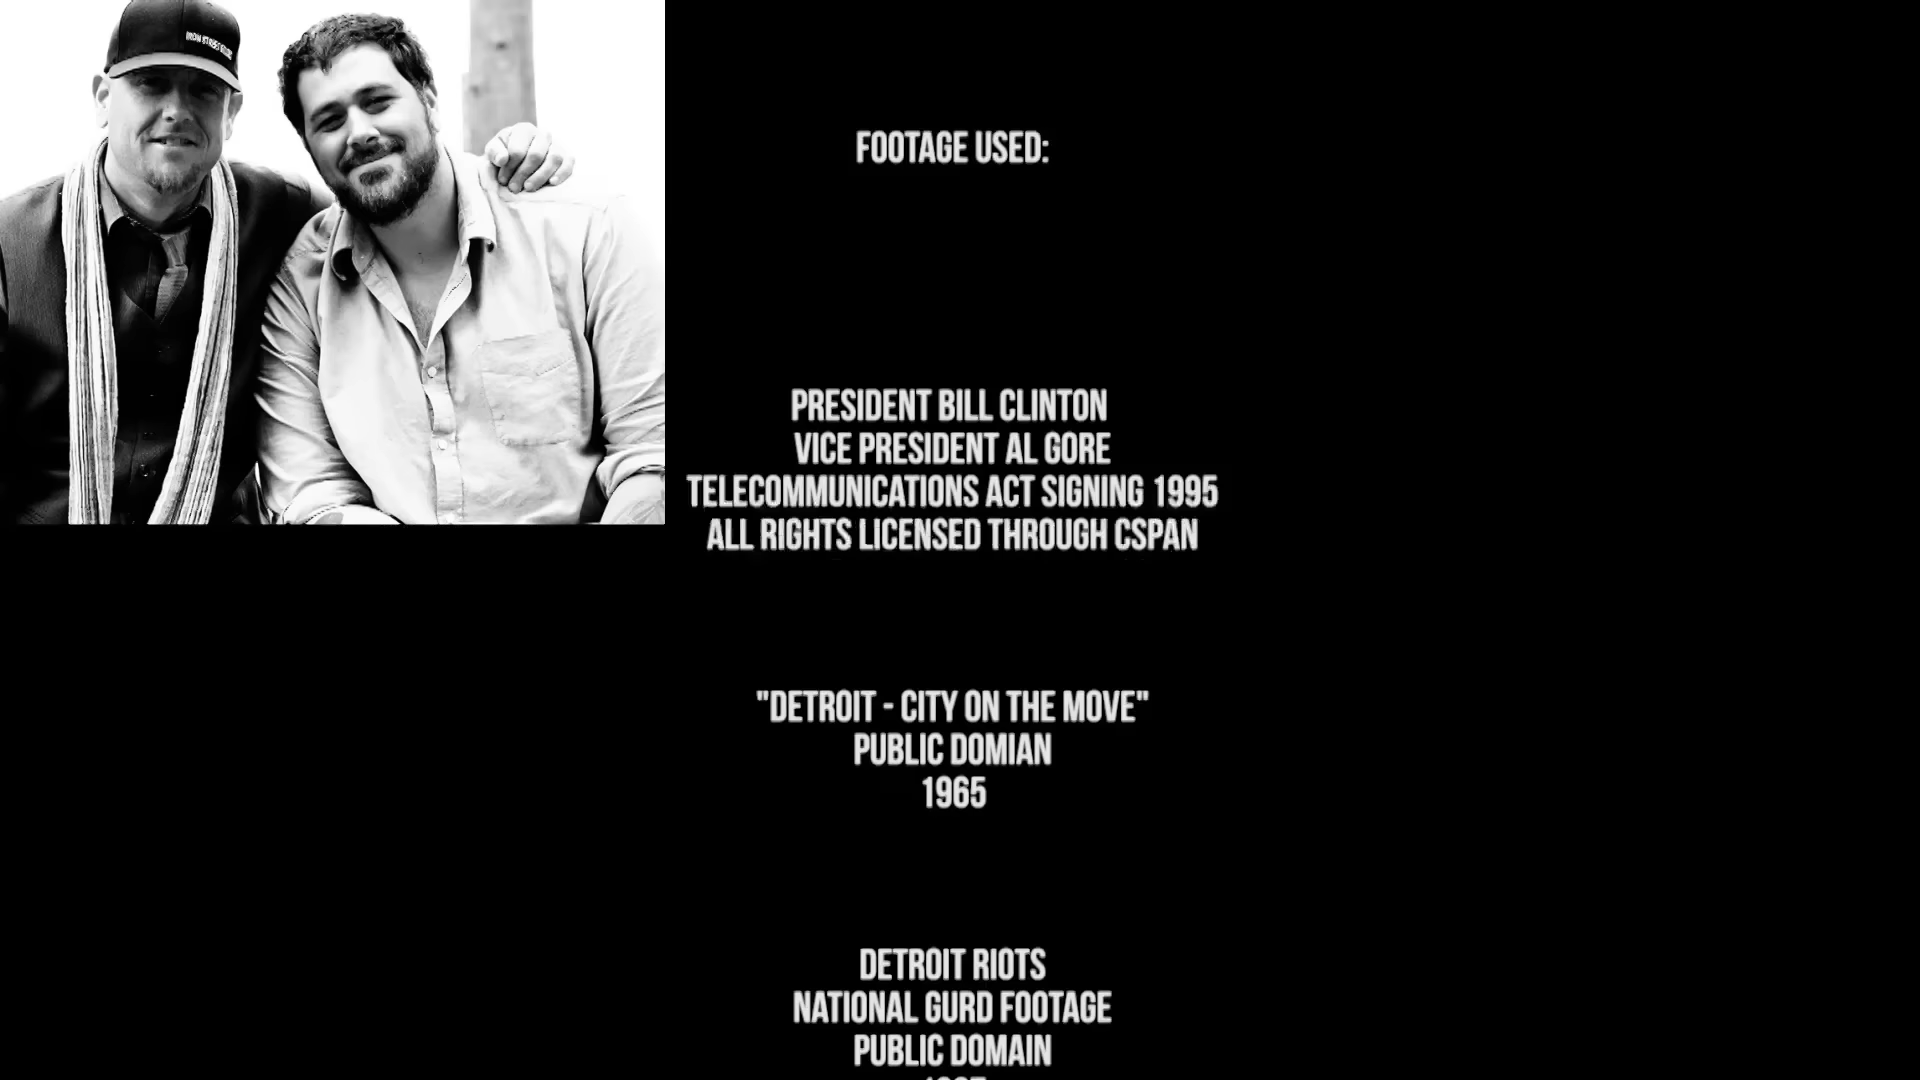 FOOTAGE USED:
PRESIDENT BILL CLINTON
VICE PRESIDENT AL GORE
TELECOMMUNICATIONS ACT SIGNING 1995
ALL RIGHTS LICENSED THROUGH CSPAN
"DETROIT - CITY ON THE MOVE"
PUBLIC DOMIAN
1965
DETROIT RIOTS
NATIONAL GURD FOOTAGE
PUBLIC DOMAIN